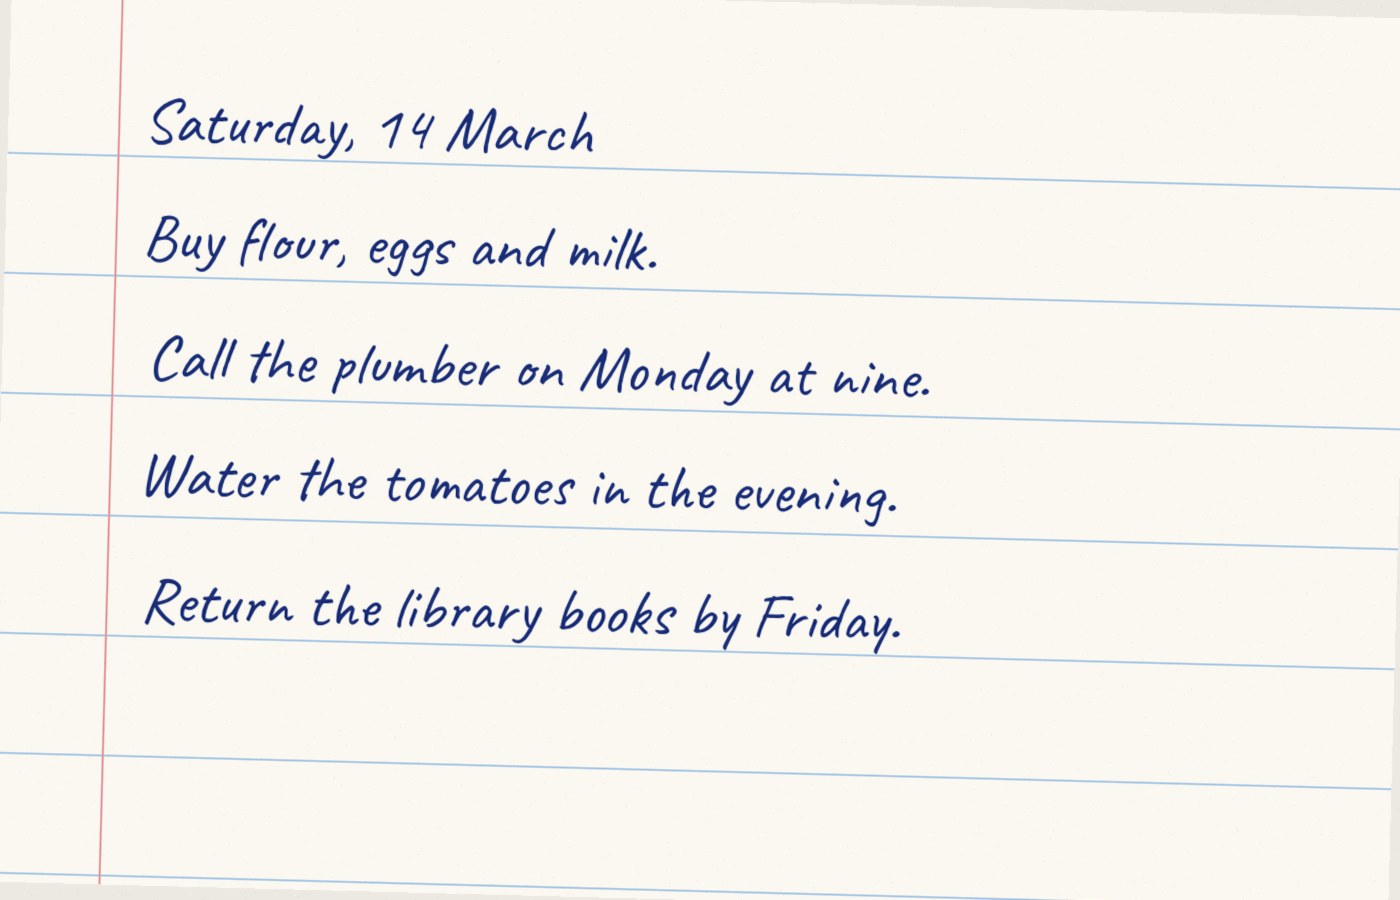 Saturday, 14 March
Buy flour, eggs and milk.
Call the plumber on Monday at nine.
Water the tomatoes in the evening.
Return the library books by Friday.